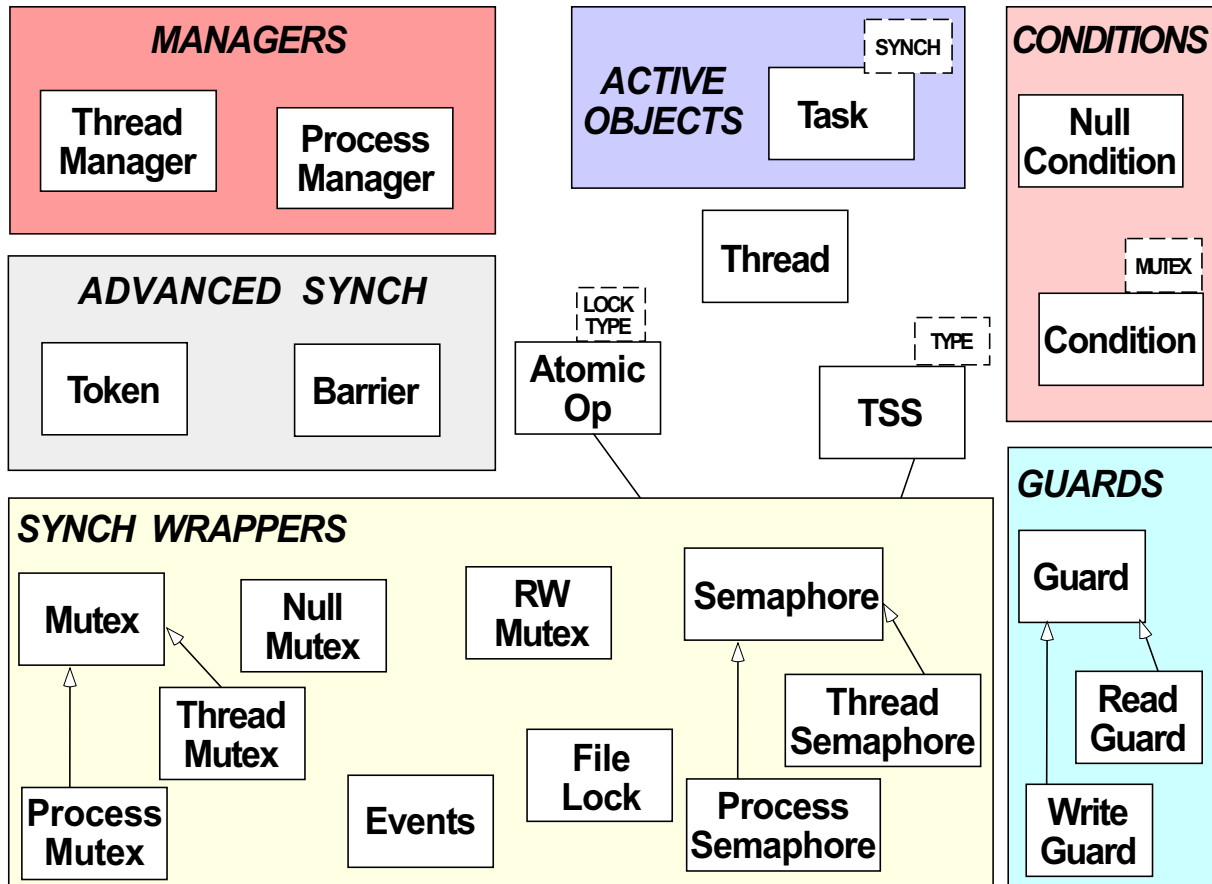 MANAGERS
Thread
Manager
Process
Manager
ACTIVE
OBJECTS
SYNCH
Task
CONDITIONS
Null
Condition
MUTEX
Condition
Thread
ADVANCED SYNCH
Token
Barrier
LOCK
TYPE
Atomic
Op
TYPE
TSS
SYNCH WRAPPERS
Mutex
Null
Mutex
RW
Mutex
Semaphore
Thread
Mutex
Thread
Semaphore
File
Lock
Process
Mutex
Events
Process
Semaphore
GUARDS
Guard
Read
Guard
Write
Guard